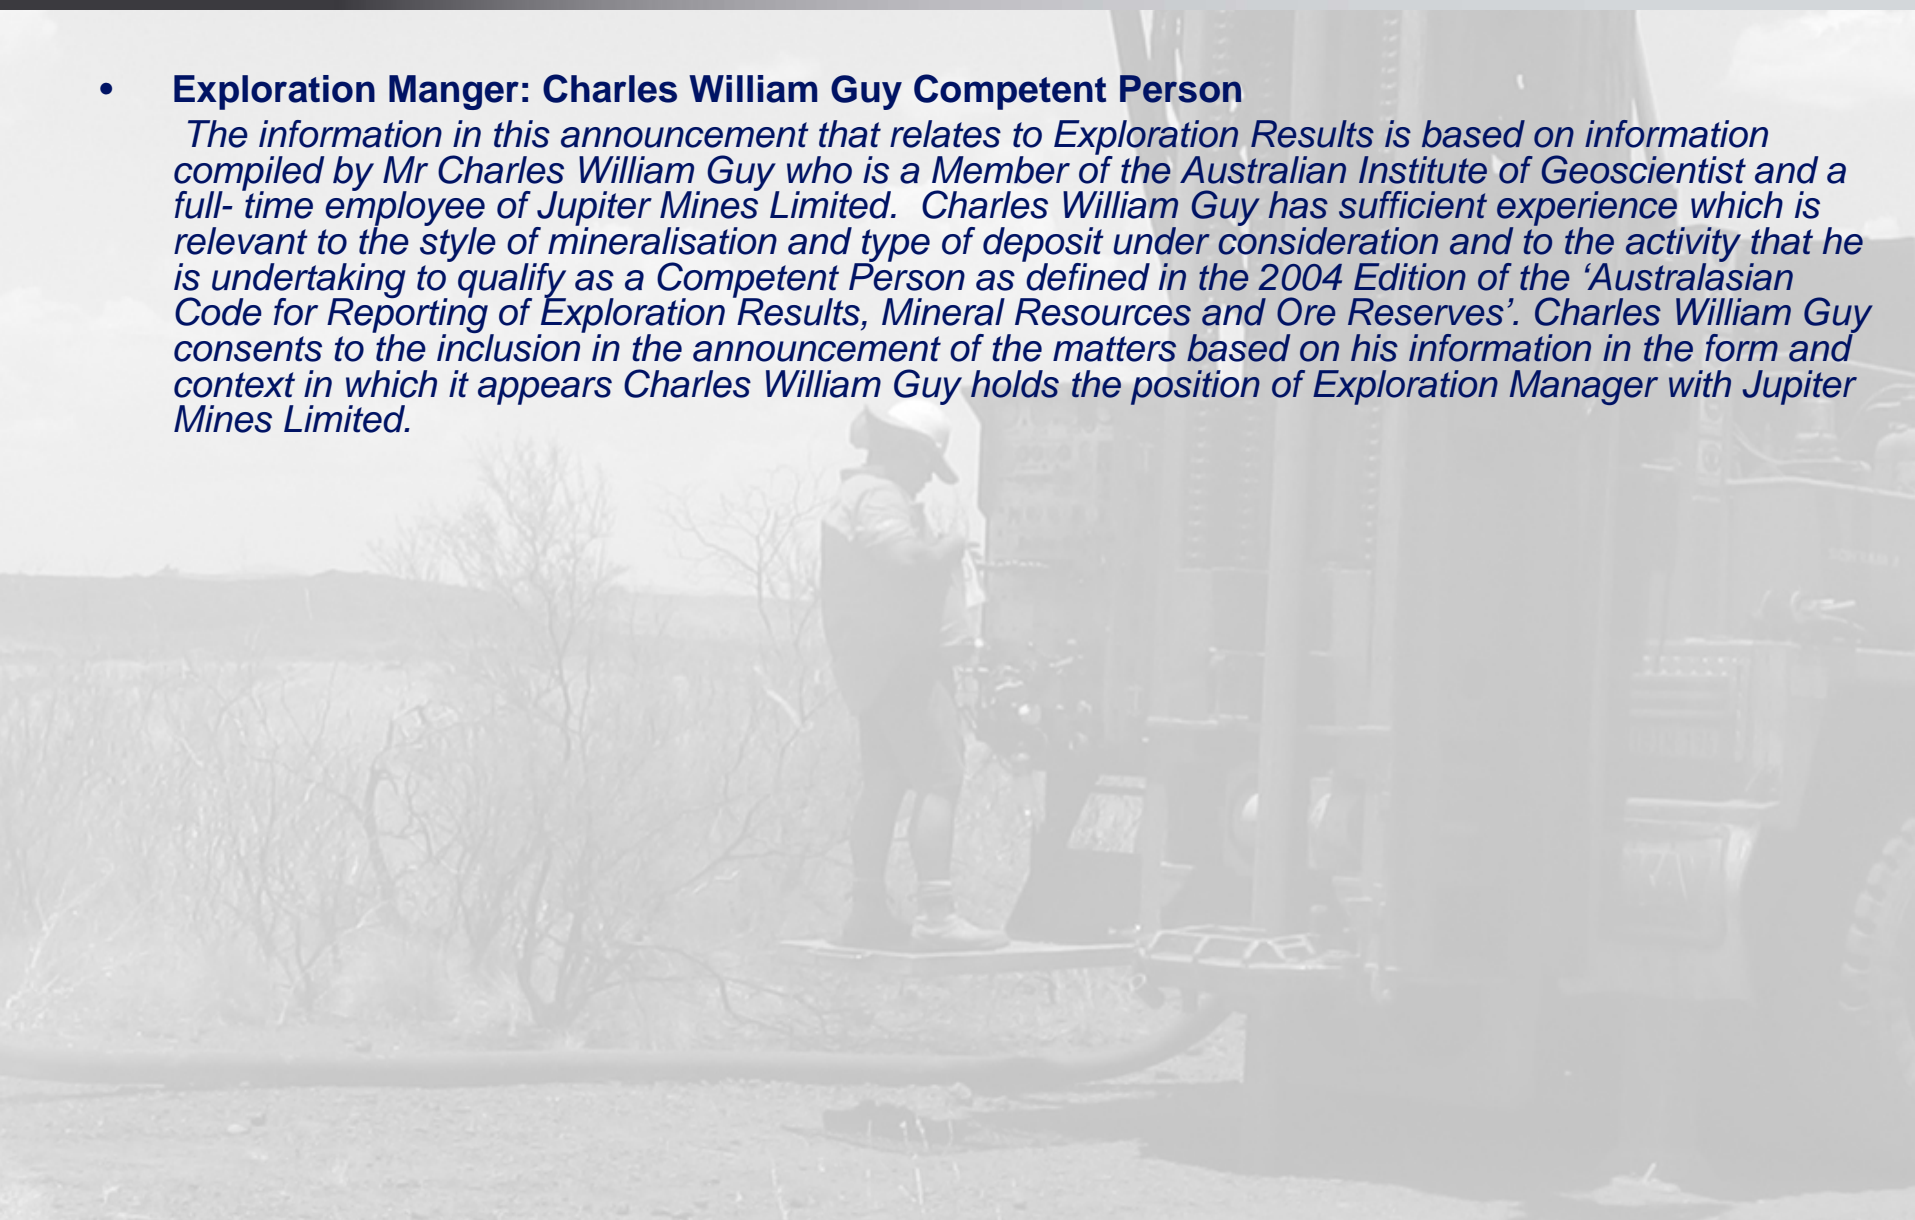 • Exploration Manger: Charles William Guy Competent Person
The information in this announcement that relates to Exploration Results is based on information
compiled by Mr Charles William Guy who is a Member of the Australian Institute of Geoscientist and a
full- time employee of Jupiter Mines Limited.  Charles William Guy has sufficient experience which is
relevant to the style of mineralisation and type of deposit under consideration and to the activity that he
is undertaking to qualify as a Competent Person as defined in the 2004 Edition of the ‘Australasian
Code for Reporting of Exploration Results, Mineral Resources and Ore Reserves’. Charles William Guy
consents to the inclusion in the announcement of the matters based on his information in the form and
context in which it appears Charles William Guy holds the position of Exploration Manager with Jupiter
Mines Limited.